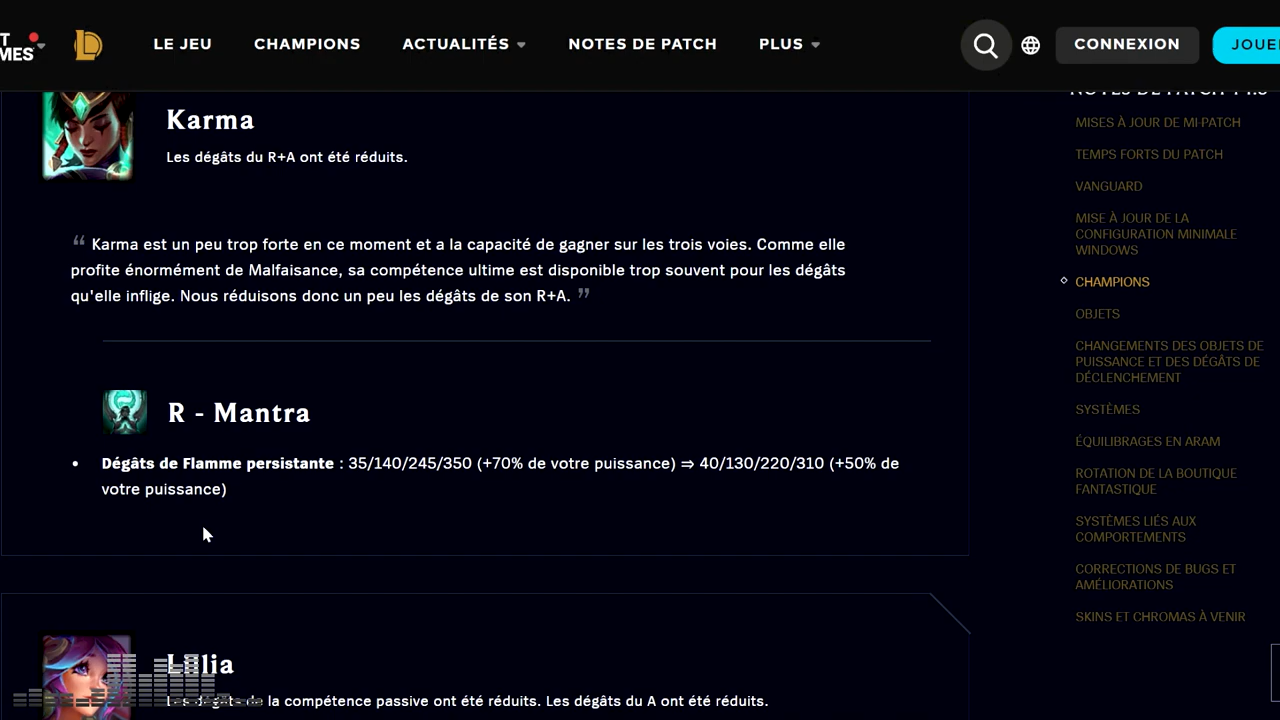 LE JEU
CHAMPIONS
ACTUALITÉS
NOTES DE PATCH
PLUS
CONNEXION
Karma
Les dégâts du R+A ont été réduits.
“ Karma est un peu trop forte en ce moment et a la capacité de gagner sur les trois voies. Comme elle
profite énormément de Malfaisance, sa compétence ultime est disponible trop souvent pour les dégâts
qu'elle inflige. Nous réduisons donc un peu les dégâts de son R+A. ”
R - Mantra
• Dégâts de Flamme persistante : 35/140/245/350 (+70% de votre puissance) ⇒ 40/130/220/310 (+50% de
votre puissance)
Lillia
Les dégâts de la compétence passive ont été réduits. Les dégâts du A ont été réduits.
MISES À JOUR DE MI-PATCH
TEMPS FORTS DU PATCH
VANGUARD
MISE À JOUR DE LA
CONFIGURATION MINIMALE
WINDOWS
CHAMPIONS
OBJETS
CHANGEMENTS DES OBJETS DE
PUISSANCE ET DES DÉGÂTS DE
DÉCLENCHEMENT
SYSTÈMES
ÉQUILIBRAGES EN ARAM
ROTATION DE LA BOUTIQUE
FANTASTIQUE
SYSTÈMES LIÉS AUX
COMPORTEMENTS
CORRECTIONS DE BUGS ET
AMÉLIORATIONS
SKINS ET CHROMAS À VENIR